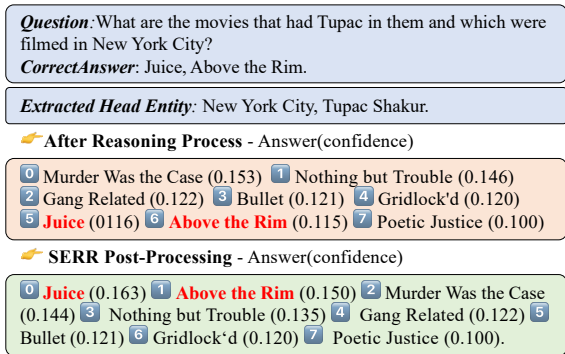 Question:What are the movies that had Tupac in them and which were
filmed in New York City?
CorrectAnswer: Juice, Above the Rim.
Extracted Head Entity: New York City, Tupac Shakur.
After Reasoning Process - Answer(confidence)
0 Murder Was the Case (0.153) 1 Nothing but Trouble (0.146)
2 Gang Related (0.122) 3 Bullet (0.121) 4 Gridlock'd (0.120)
5 Juice (0116) 6 Above the Rim (0.115) 7 Poetic Justice (0.100)
SERR Post-Processing - Answer(confidence)
0 Juice (0.163) 1 Above the Rim (0.150) 2 Murder Was the Case
(0.144) 3 Nothing but Trouble (0.135) 4 Gang Related (0.122) 5
Bullet (0.121) 6 Gridlock‘d (0.120) 7 Poetic Justice (0.100).